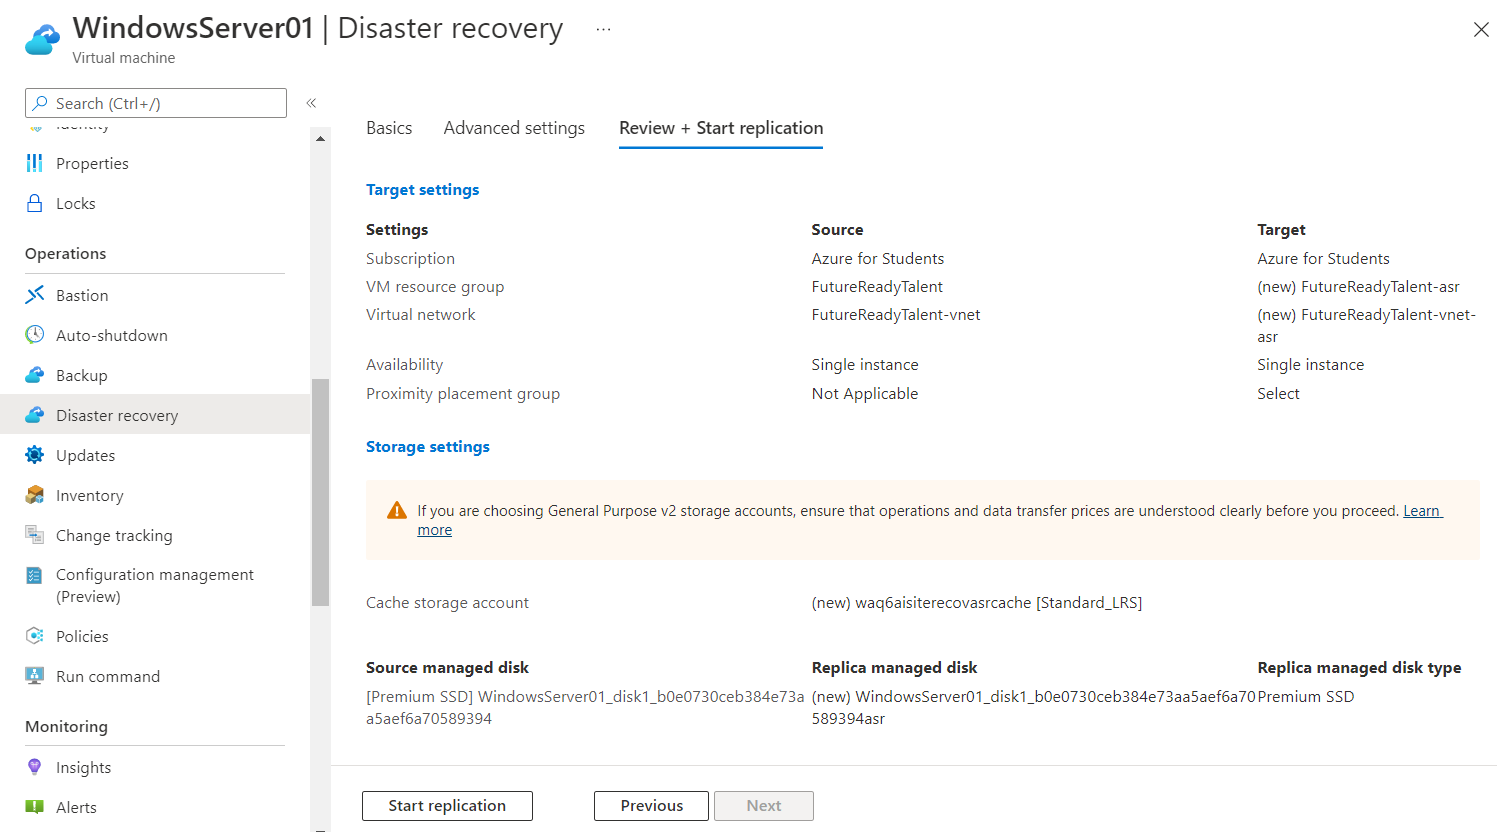 WindowsServer01 | Disaster recovery ...
Virtual machine
Search (Ctrl+/)
«
Identity
Properties
Locks
Operations
Bastion
Auto-shutdown
Backup
Disaster recovery
Updates
Inventory
Change tracking
Configuration management
(Preview)
Policies
Run command
Monitoring
Insights
Alerts
Basics Advanced settings Review + Start replication
Target settings
Settings Source Target
Subscription Azure for Students Azure for Students
VM resource group FutureReadyTalent (new) FutureReadyTalent-asr
Virtual network FutureReadyTalent-vnet (new) FutureReadyTalent-vnet-
asr
Availability Single instance Single instance
Proximity placement group Not Applicable Select
Storage settings
If you are choosing General Purpose v2 storage accounts, ensure that operations and data transfer prices are understood clearly before you proceed. Learn
more
Cache storage account (new) waq6aisiterecovasrcache [Standard_LRS]
Source managed disk Replica managed disk Replica managed disk type
[Premium SSD] WindowsServer01_disk1_b0e0730ceb384e73a (new) WindowsServer01_disk1_b0e0730ceb384e73aa5aef6a70 Premium SSD
a5aef6a70589394 589394asr
Start replication Previous Next